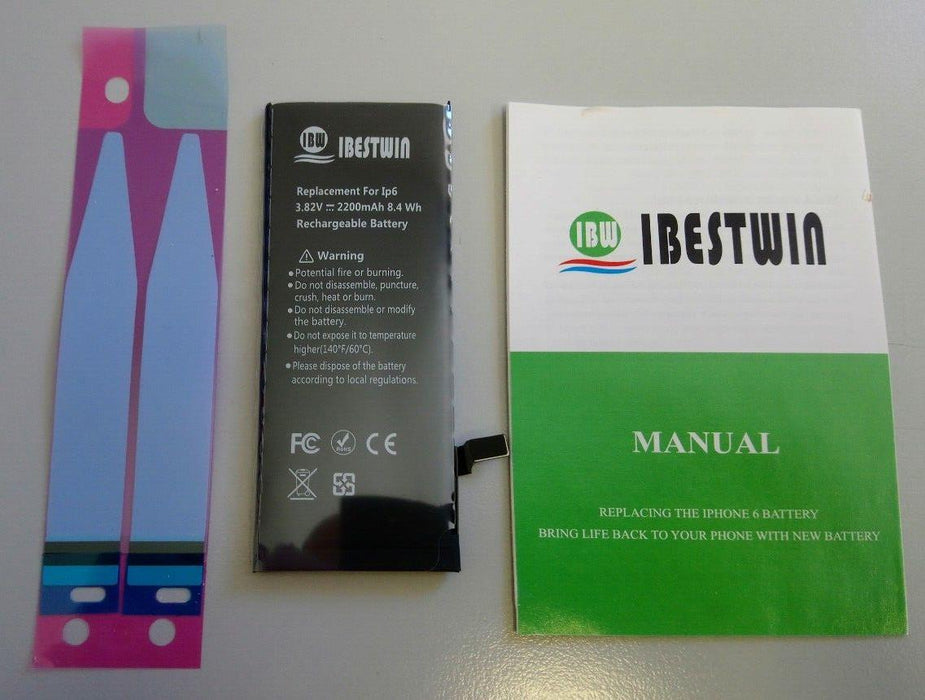 IBW IBESTWIN
Replacement For Ip6
3.82V ⎓ 2200mAh 8.4 Wh
Rechargeable Battery
Warning
● Potential fire or burning.
● Do not disassemble, puncture,
crush, heat or burn.
● Do not disassemble or modify
the battery.
● Do not expose it to temperature
higher(140°F/60°C).
● Please dispose of the battery
according to local regulations.
FC RoHS CE
IBW IBESTWIN
MANUAL
REPLACING THE IPHONE 6 BATTERY
BRING LIFE BACK TO YOUR PHONE WITH NEW BATTERY